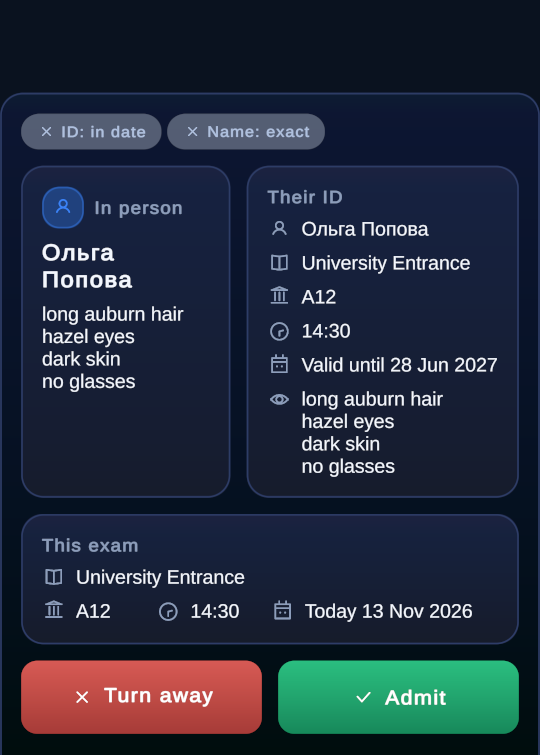 ID: in date
Name: exact
In person
Ольга
Попова
long auburn hair
hazel eyes
dark skin
no glasses
Their ID
Ольга Попова
University Entrance
A12
14:30
Valid until 28 Jun 2027
long auburn hair
hazel eyes
dark skin
no glasses
This exam
University Entrance
A12
14:30
Today 13 Nov 2026
Turn away
Admit